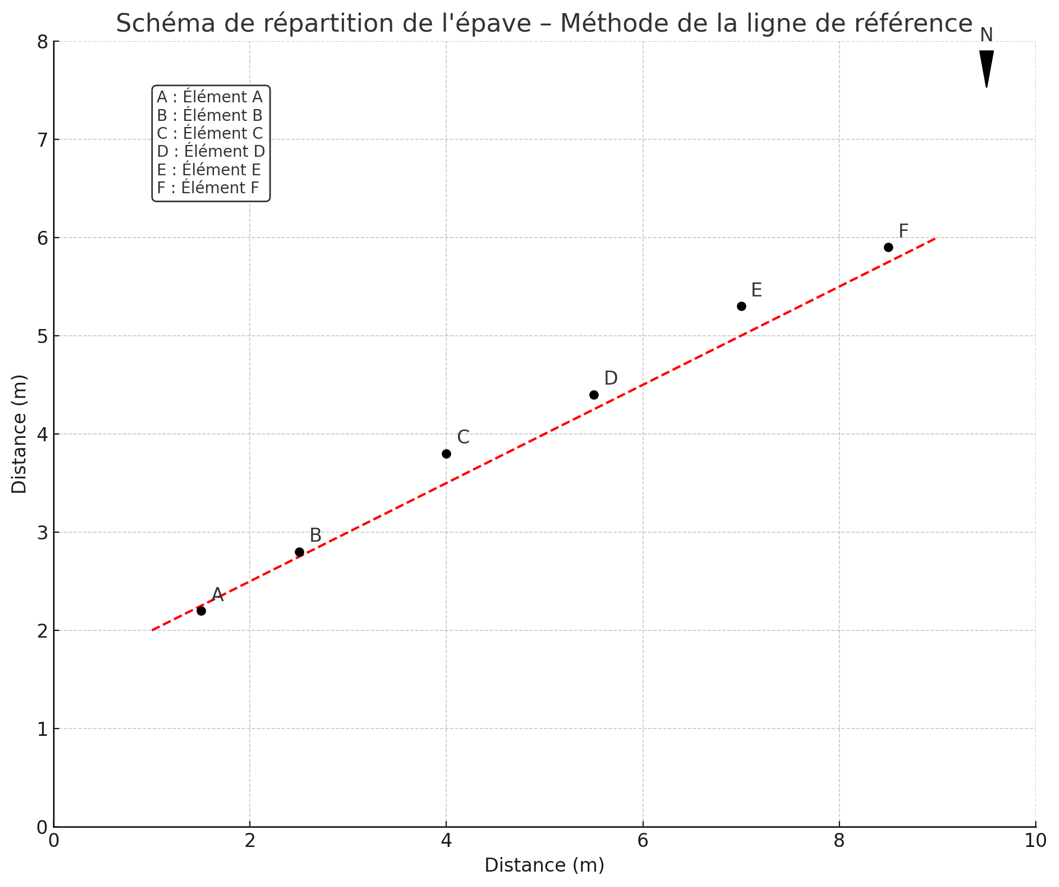 Schéma de répartition de l'épave – Méthode de la ligne de référence
N
8
A : Élément A
B : Élément B
C : Élément C
D : Élément D
E : Élément E
F : Élément F
7
6
F
E
5
D
C
4
Distance (m)
3
B
A
2
1
0
0 2 4 6 8 10
Distance (m)